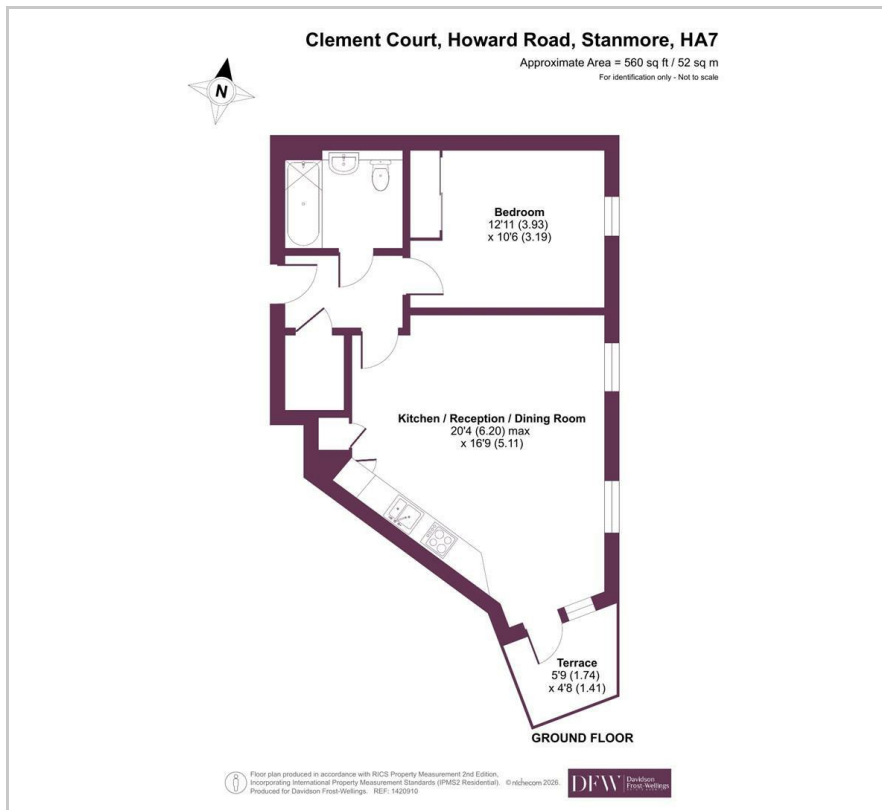 Clement Court, Howard Road, Stanmore, HA7
Approximate Area = 560 sq ft / 52 sq m
For identification only - Not to scale
N
Bedroom
12'11 (3.93)
x 10'6 (3.19)
Kitchen / Reception / Dining Room
20'4 (6.20) max
x 16'9 (5.11)
Terrace
5'9 (1.74)
x 4'8 (1.41)
GROUND FLOOR
Floor plan produced in accordance with RICS Property Measurement 2nd Edition,
Incorporating International Property Measurement Standards (IPMS2 Residential). © nichecom 2026.
Produced for Davidson Frost-Wellings. REF: 1420910
DFW
Davidson
Frost-Wellings